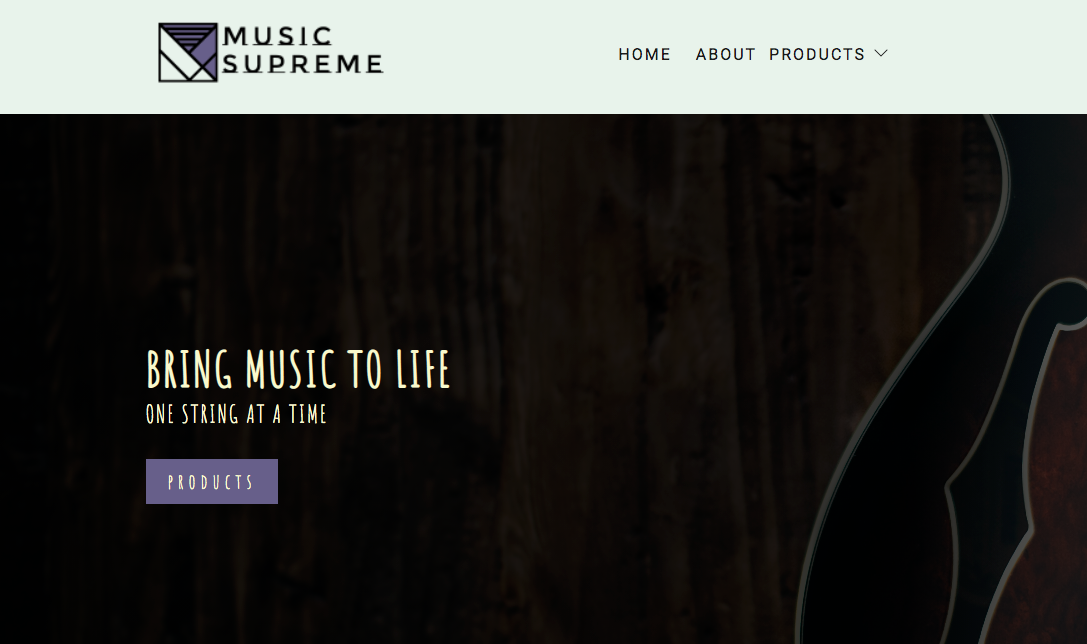 MUSIC
SUPREME
HOME ABOUT PRODUCTS
BRING MUSIC TO LIFE
ONE STRING AT A TIME
PRODUCTS